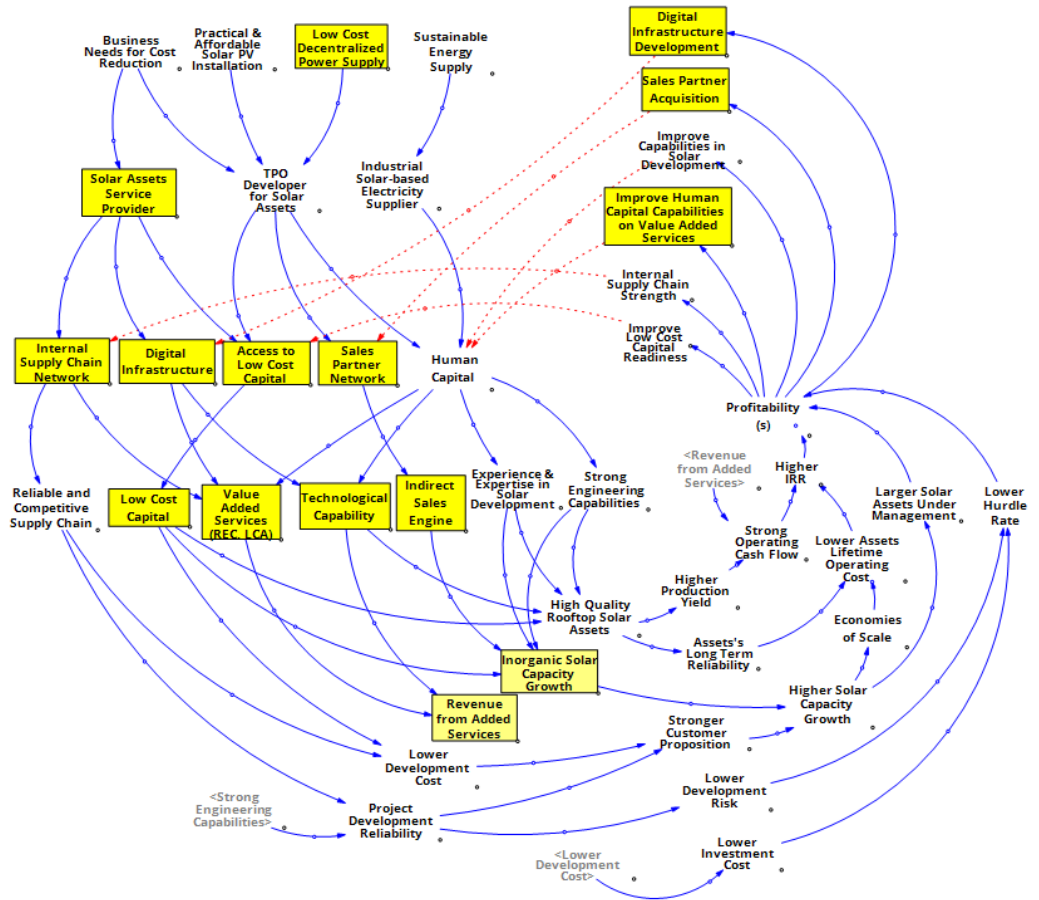 Business
Needs for Cost
Reduction
Practical &
Affordable
Solar PV
Installation
Low Cost
Decentralized
Power Supply
Sustainable
Energy
Supply
Digital
Infrastructure
Development
Sales Partner
Acquisition
Improve
Capabilities in
Solar
Development
Solar Assets
Service
Provider
TPO
Developer
for Solar
Assets
Industrial
Solar-based
Electricity
Supplier
Improve Human
Capital Capabilities
on Value Added
Services
Internal
Supply Chain
Strength
Improve
Low Cost
Capital
Readiness
Internal
Supply Chain
Network
Digital
Infrastructure
Access to
Low Cost
Capital
Sales
Partner
Network
Human
Capital
Profitability
(s)
<Revenue
from Added
Services>
Higher
IRR
Reliable and
Competitive
Supply Chain
Low Cost
Capital
Value
Added
Services
(REC, LCA)
Technological
Capability
Indirect
Sales
Engine
Experience &
Expertise in
Solar
Development
Strong
Engineering
Capabilities
Larger Solar
Assets Under
Management
Lower
Hurdle
Rate
Strong
Operating
Cash Flow
Lower Assets
Lifetime
Operating
Cost
High Quality
Rooftop Solar
Assets
Higher
Production
Yield
Economies
of Scale
Assets's
Long Term
Reliability
Inorganic Solar
Capacity
Growth
Higher Solar
Capacity
Growth
Revenue
from Added
Services
Stronger
Customer
Proposition
Lower
Development
Cost
Lower
Development
Risk
<Strong
Engineering
Capabilities>
Project
Development
Reliability
<Lower
Development
Cost>
Lower
Investment
Cost